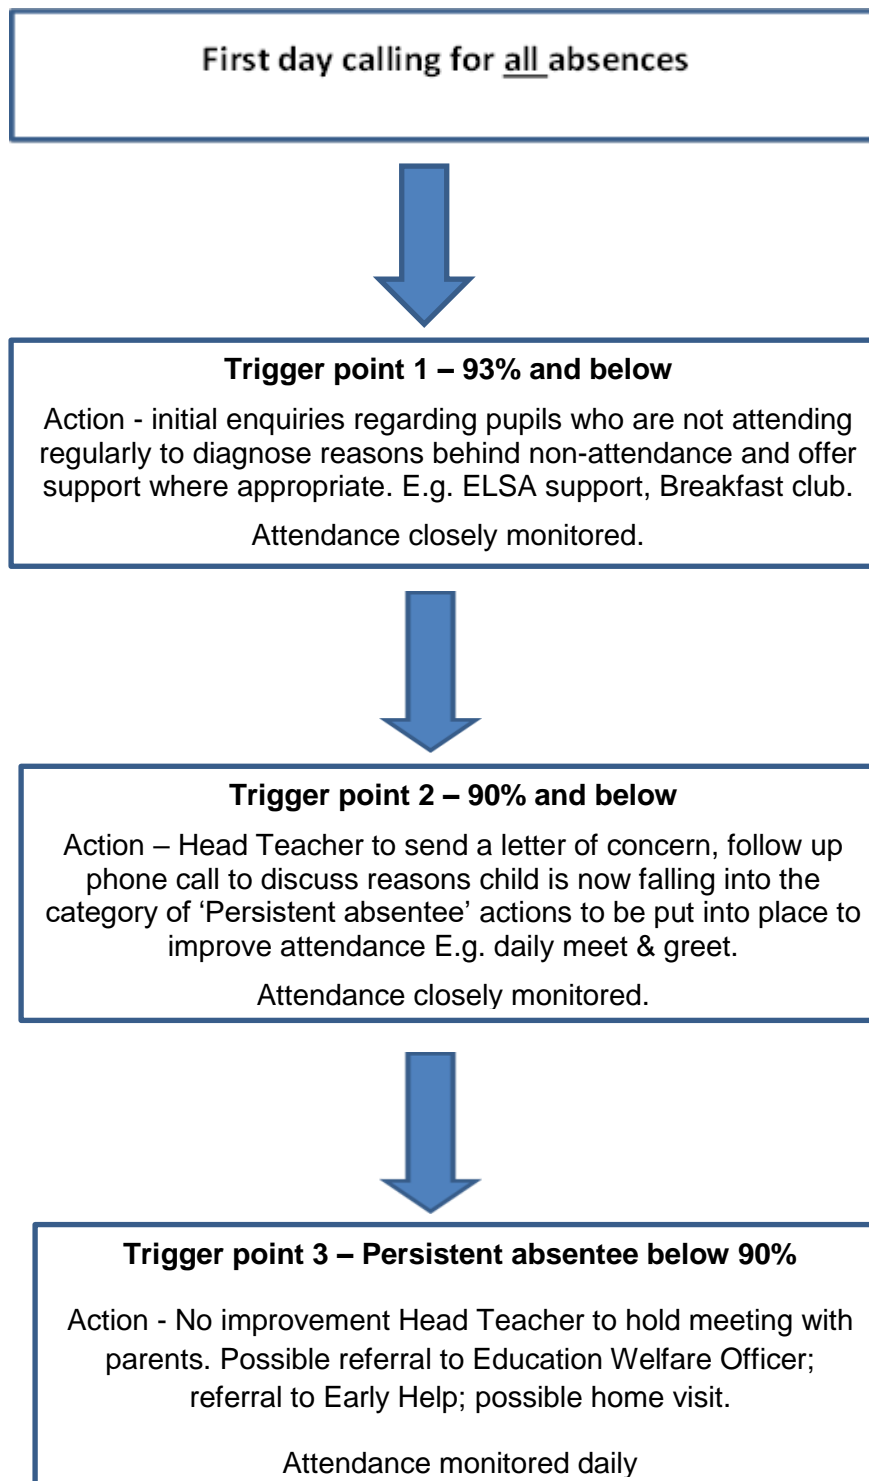 First day calling for all absences
Trigger point 1 – 93% and below
Action - initial enquiries regarding pupils who are not attending
regularly to diagnose reasons behind non-attendance and offer
support where appropriate. E.g. ELSA support, Breakfast club.
Attendance closely monitored.
Trigger point 2 – 90% and below
Action – Head Teacher to send a letter of concern, follow up
phone call to discuss reasons child is now falling into the
category of ‘Persistent absentee’ actions to be put into place to
improve attendance E.g. daily meet & greet.
Attendance closely monitored.
Trigger point 3 – Persistent absentee below 90%
Action - No improvement Head Teacher to hold meeting with
parents. Possible referral to Education Welfare Officer;
referral to Early Help; possible home visit.
Attendance monitored daily